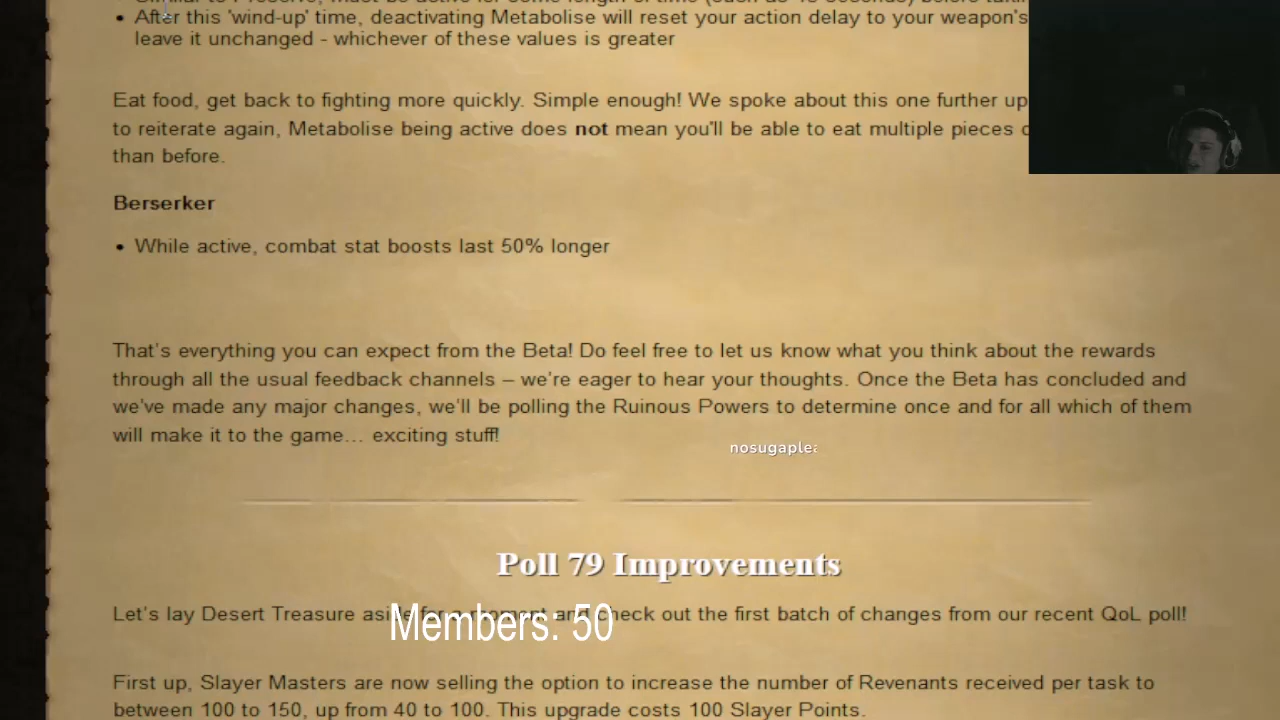 After this 'wind-up' time, deactivating Metabolise will reset your action delay to your weapon's
leave it unchanged - whichever of these values is greater
Eat food, get back to fighting more quickly. Simple enough! We spoke about this one further up
to reiterate again, Metabolise being active does not mean you'll be able to eat multiple pieces
than before.
Berserker
• While active, combat stat boosts last 50% longer
That's everything you can expect from the Beta! Do feel free to let us know what you think about the rewards
through all the usual feedback channels – we're eager to hear your thoughts. Once the Beta has concluded and
we've made any major changes, we'll be polling the Ruinous Powers to determine once and for all which of them
will make it to the game... exciting stuff!
nosugaplea
Poll 79 Improvements
Let's lay Desert Treasure aside for a moment and check out the first batch of changes from our recent QoL poll!
Members: 50
First up, Slayer Masters are now selling the option to increase the number of Revenants received per task to
between 100 to 150, up from 40 to 100. This upgrade costs 100 Slayer Points.